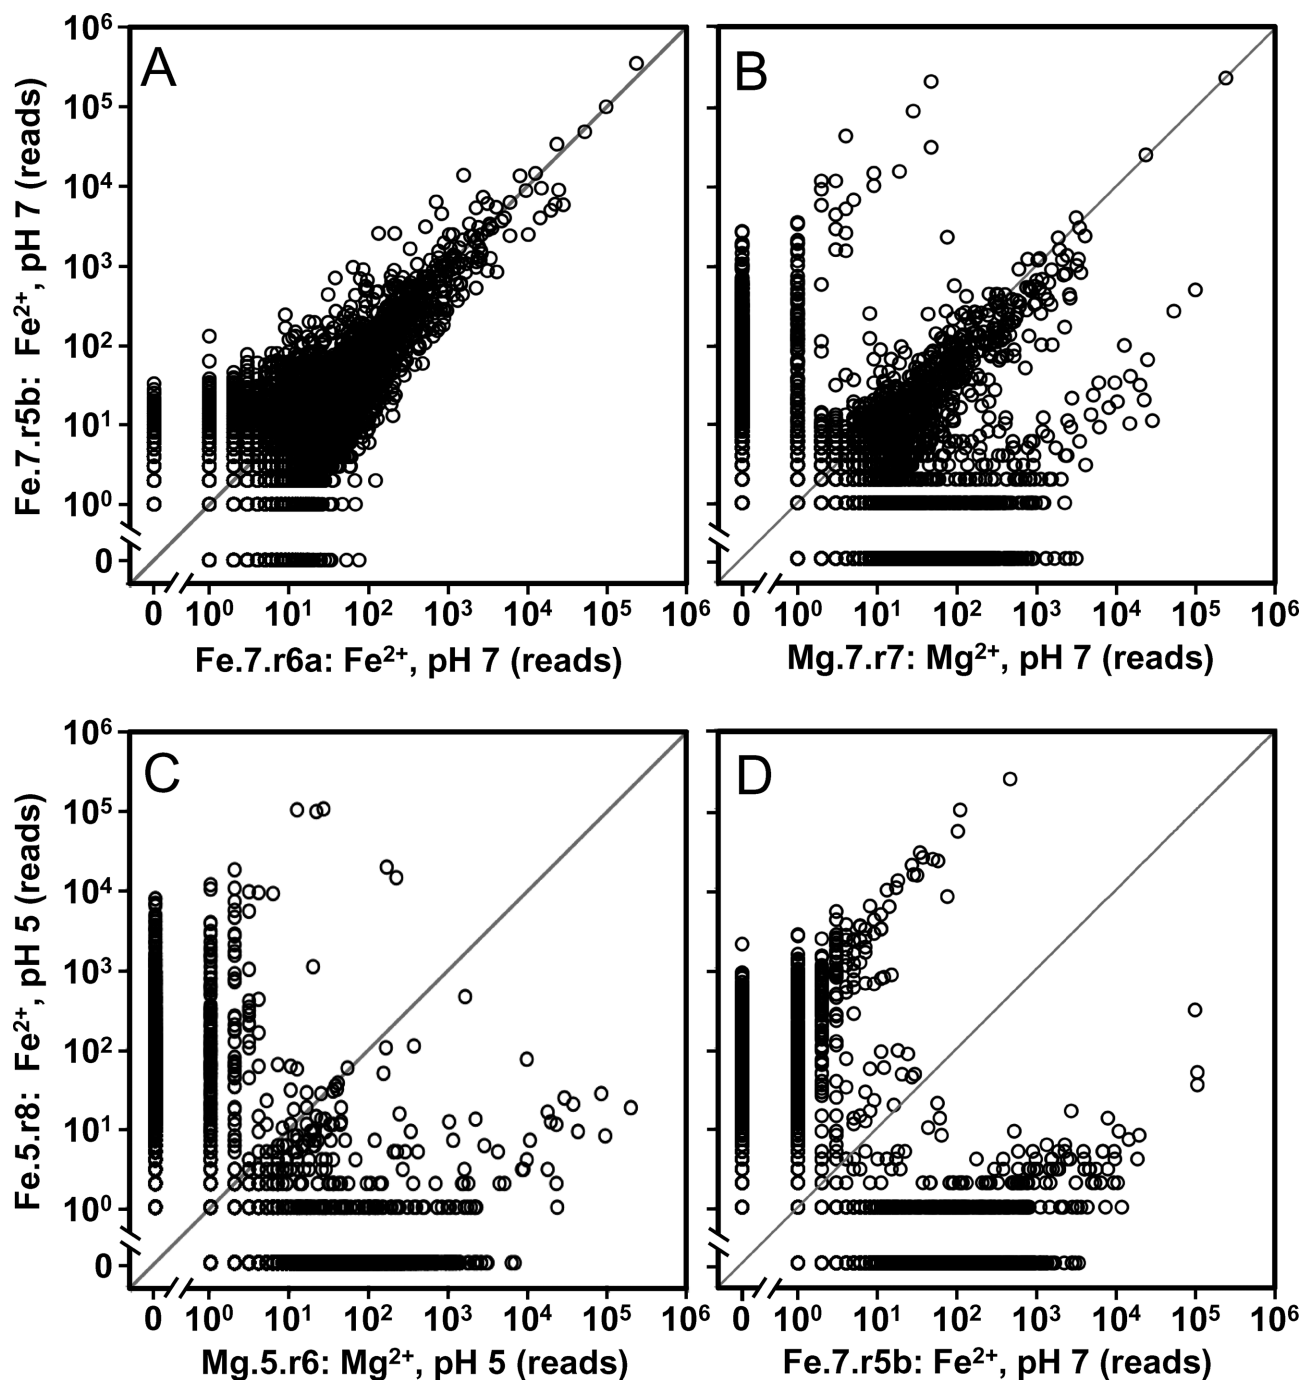 A
Fe.7.r5b: Fe²⁺, pH 7 (reads)
10⁶
10⁵
10⁴
10³
10²
10¹
10⁰
0
0 10⁰ 10¹ 10² 10³ 10⁴ 10⁵ 10⁶
Fe.7.r6a: Fe²⁺, pH 7 (reads)
B
0 10⁰ 10¹ 10² 10³ 10⁴ 10⁵ 10⁶
Mg.7.r7: Mg²⁺, pH 7 (reads)
C
Fe.5.r8: Fe²⁺, pH 5 (reads)
10⁶
10⁵
10⁴
10³
10²
10¹
10⁰
0
0 10⁰ 10¹ 10² 10³ 10⁴ 10⁵ 10⁶
Mg.5.r6: Mg²⁺, pH 5 (reads)
D
0 10⁰ 10¹ 10² 10³ 10⁴ 10⁵ 10⁶
Fe.7.r5b: Fe²⁺, pH 7 (reads)